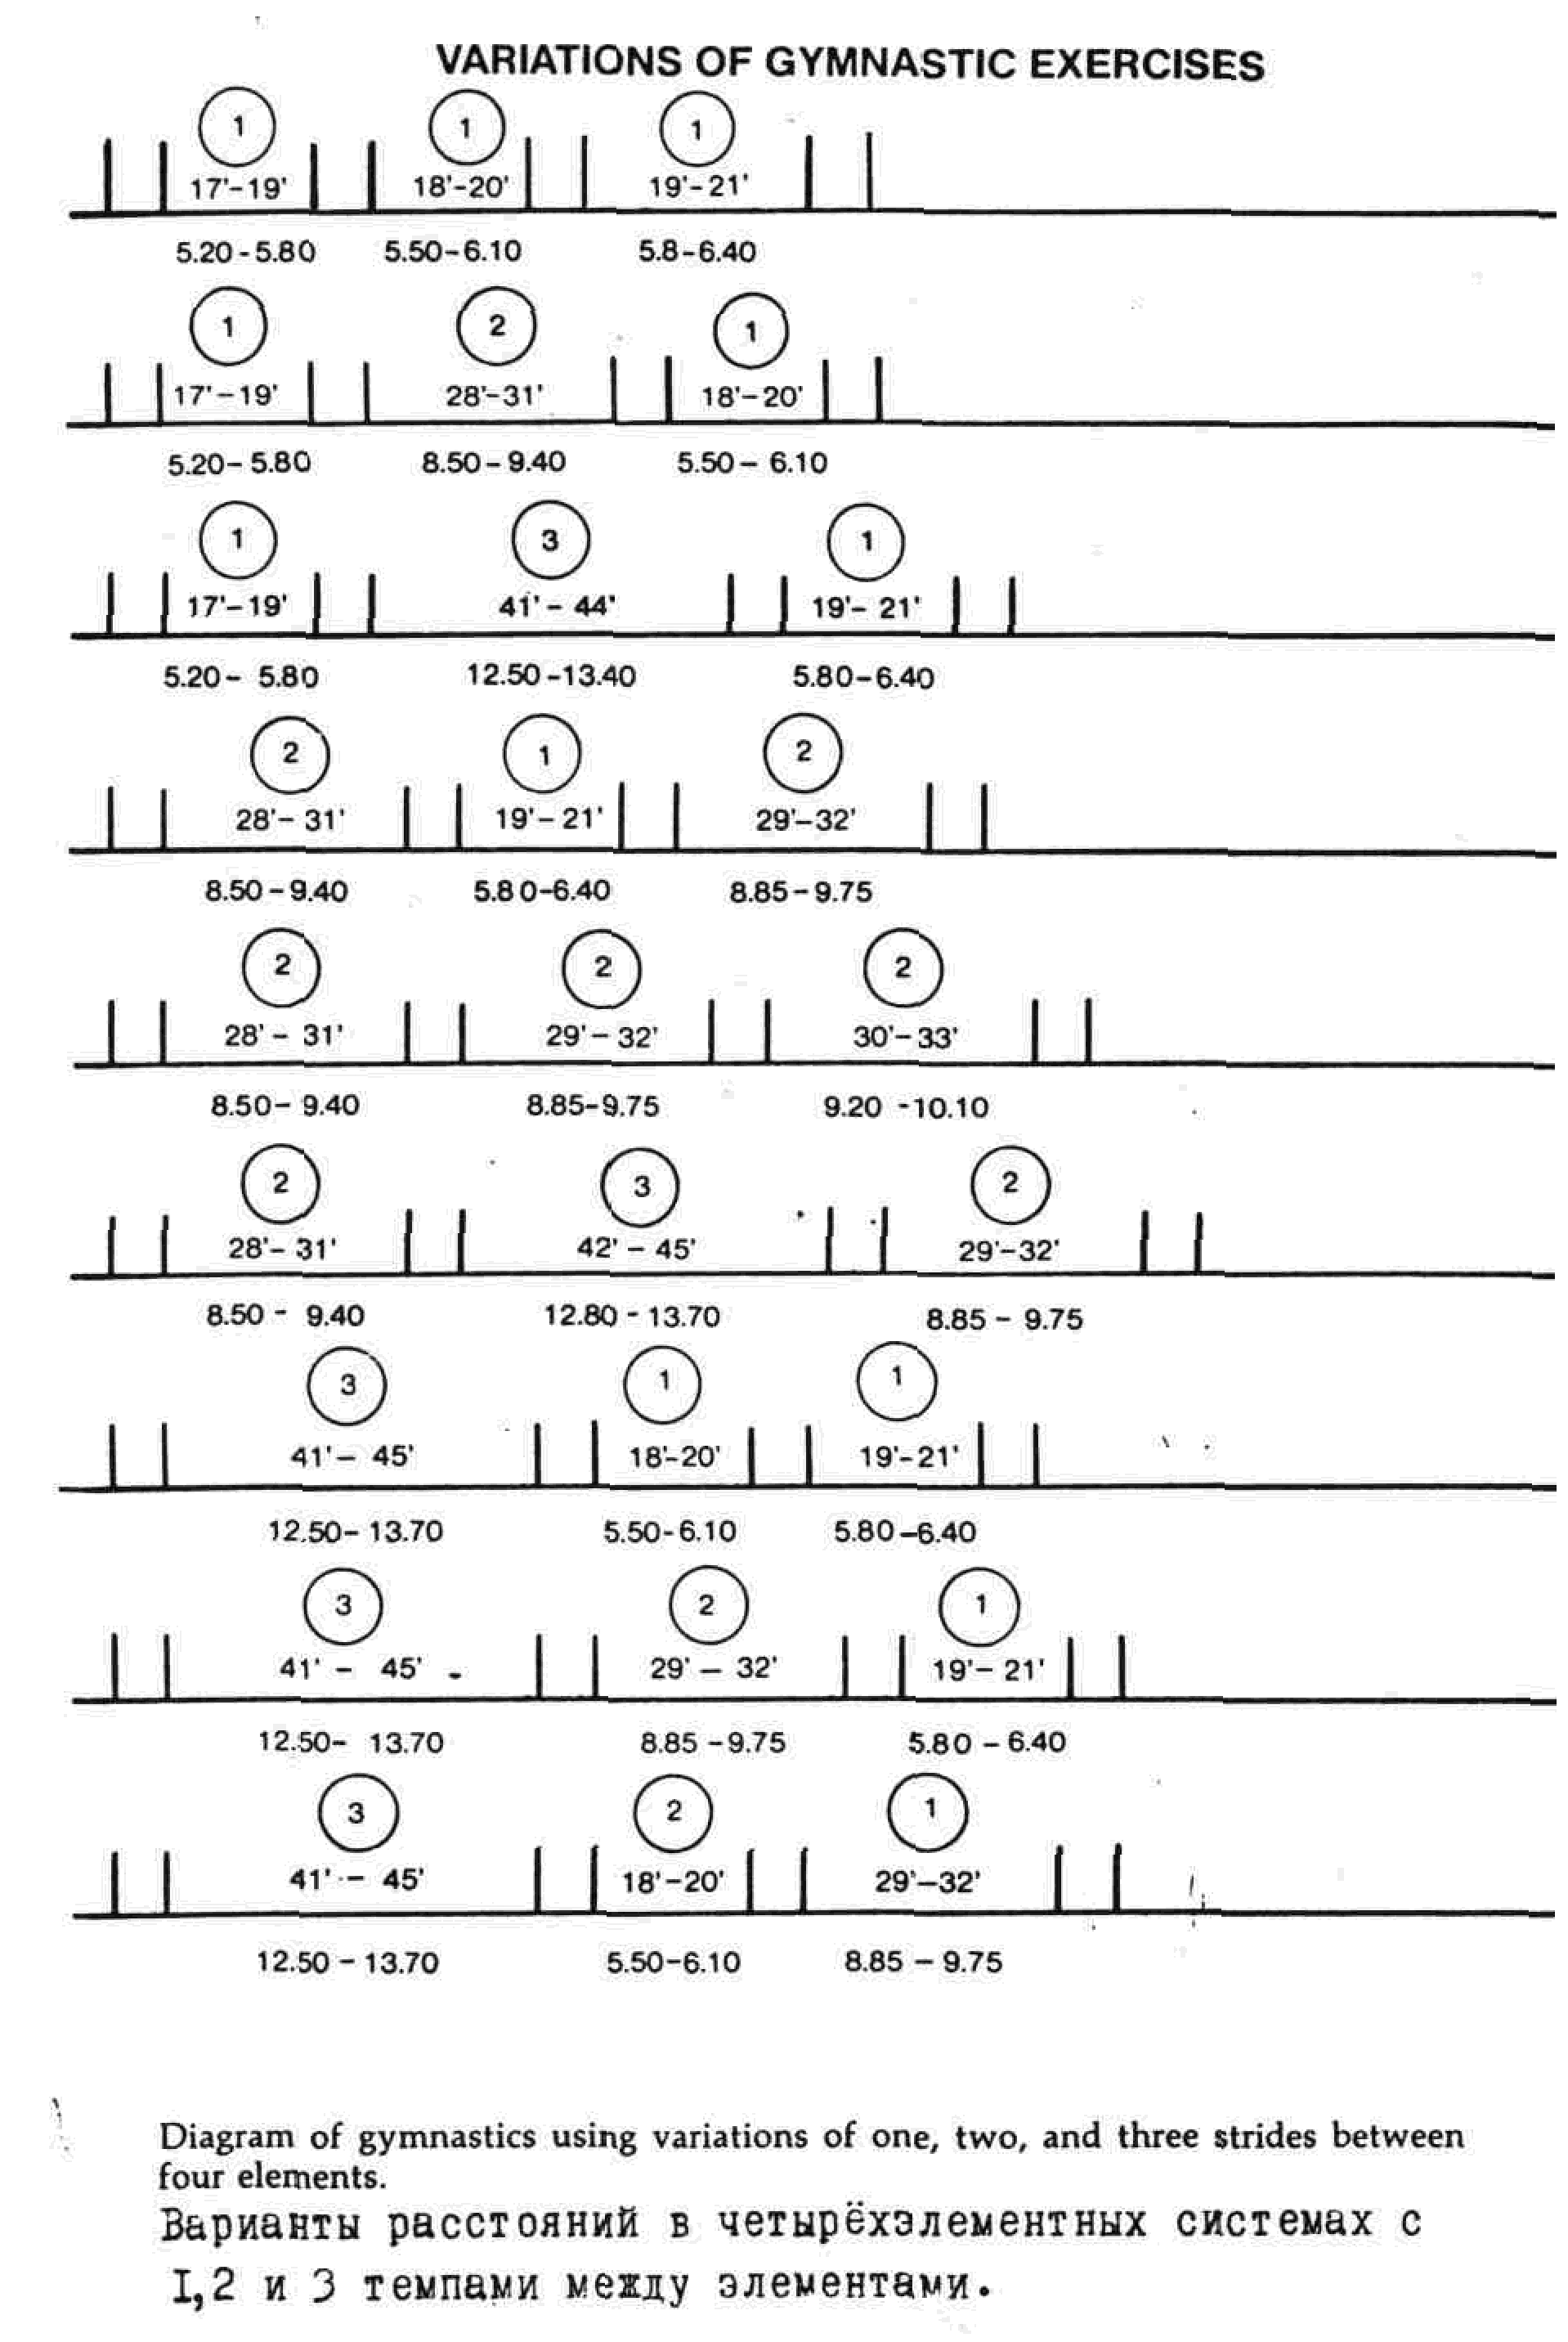 VARIATIONS OF GYMNASTIC EXERCISES
1 1 1
17'-19' 18'-20' 19'-21'
5.20-5.80 5.50-6.10 5.8-6.40
1 2 1
17'-19' 28'-31' 18'-20'
5.20-5.80 8.50-9.40 5.50-6.10
1 3 1
17'-19' 41'-44' 19'-21'
5.20-5.80 12.50-13.40 5.80-6.40
2 1 2
28'-31' 19'-21' 29'-32'
8.50-9.40 5.80-6.40 8.85-9.75
2 2 2
28'-31' 29'-32' 30'-33'
8.50-9.40 8.85-9.75 9.20-10.10
2 3 2
28'-31' 42'-45' 29'-32'
8.50-9.40 12.80-13.70 8.85-9.75
3 1 1
41'-45' 18'-20' 19'-21'
12.50-13.70 5.50-6.10 5.80-6.40
3 2 1
41'-45' 29'-32' 19'-21'
12.50-13.70 8.85-9.75 5.80-6.40
3 2 1
41'-45' 18'-20' 29'-32'
12.50-13.70 5.50-6.10 8.85-9.75
Diagram of gymnastics using variations of one, two, and three strides between
four elements.
Варианты расстояний в четырёхэлементных системах с
I,2 и 3 темпами между элементами.